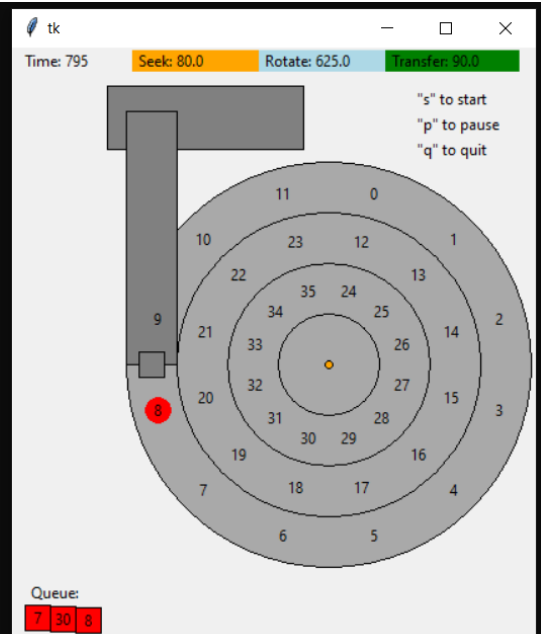 tk
Time: 795 Seek: 80.0 Rotate: 625.0 Transfer: 90.0
"s" to start
"p" to pause
"q" to quit
11 0
10 1
23 12
22 13
35 24
34 25
9 2
21 14
33 26
32 27
20 15
8 3
31 28
30 29
19 16
18 17
7 4
6 5
Queue:
7 30 8